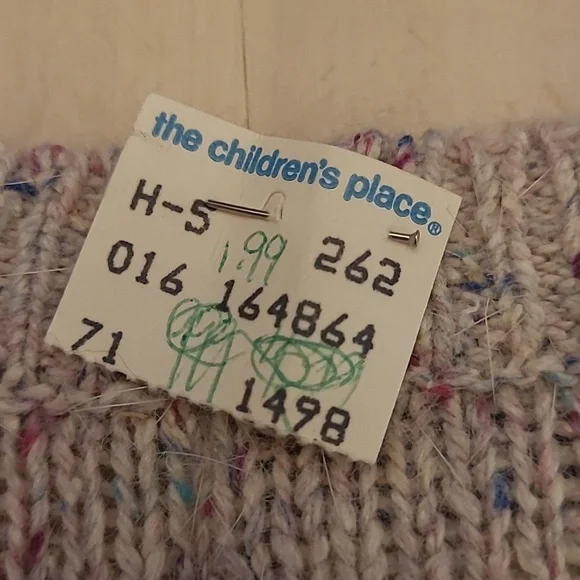 the children's place®
H-5
1.99 262
016 164864
71 1498